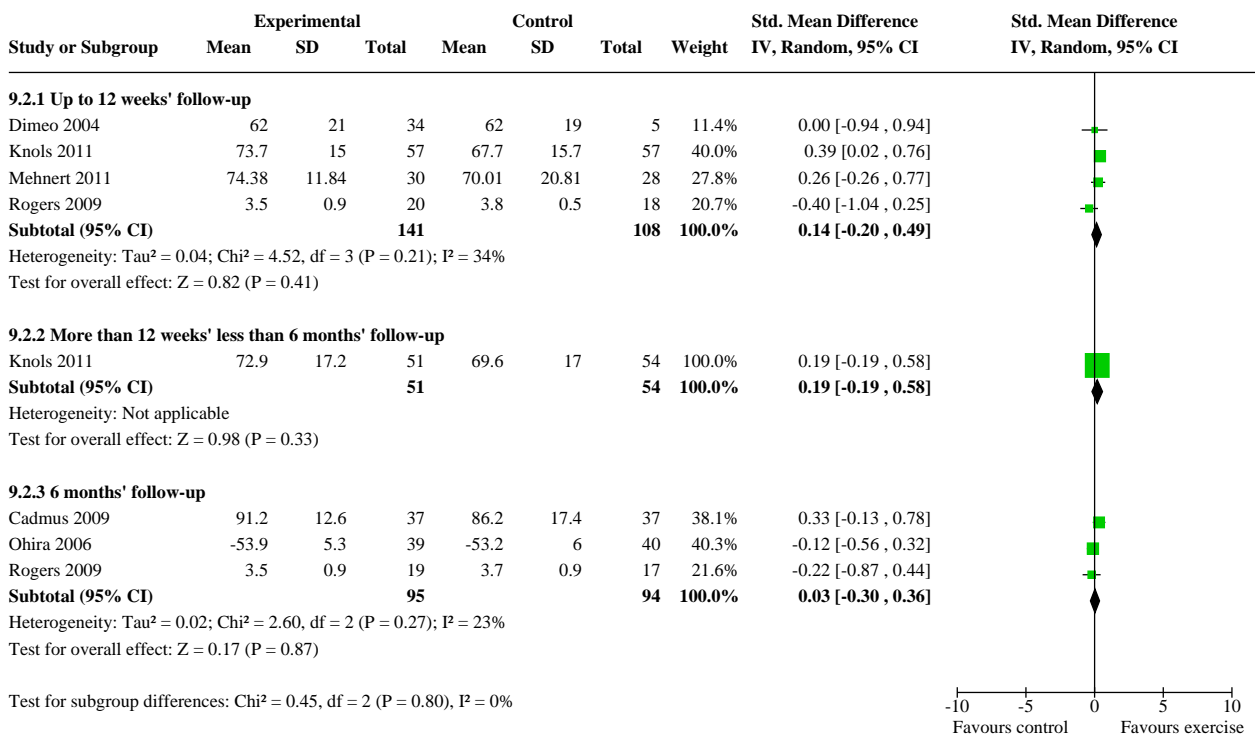 Experimental Control Std. Mean Difference Std. Mean Difference
Study or Subgroup Mean SD Total Mean SD Total Weight IV, Random, 95% CI IV, Random, 95% CI
9.2.1 Up to 12 weeks' follow-up
Dimeo 2004 62 21 34 62 19 5 11.4% 0.00 [-0.94 , 0.94]
Knols 2011 73.7 15 57 67.7 15.7 57 40.0% 0.39 [0.02 , 0.76]
Mehnert 2011 74.38 11.84 30 70.01 20.81 28 27.8% 0.26 [-0.26 , 0.77]
Rogers 2009 3.5 0.9 20 3.8 0.5 18 20.7% -0.40 [-1.04 , 0.25]
Subtotal (95% CI) 141 108 100.0% 0.14 [-0.20 , 0.49]
Heterogeneity: Tau² = 0.04; Chi² = 4.52, df = 3 (P = 0.21); I² = 34%
Test for overall effect: Z = 0.82 (P = 0.41)
9.2.2 More than 12 weeks' less than 6 months' follow-up
Knols 2011 72.9 17.2 51 69.6 17 54 100.0% 0.19 [-0.19 , 0.58]
Subtotal (95% CI) 51 54 100.0% 0.19 [-0.19 , 0.58]
Heterogeneity: Not applicable
Test for overall effect: Z = 0.98 (P = 0.33)
9.2.3 6 months' follow-up
Cadmus 2009 91.2 12.6 37 86.2 17.4 37 38.1% 0.33 [-0.13 , 0.78]
Ohira 2006 -53.9 5.3 39 -53.2 6 40 40.3% -0.12 [-0.56 , 0.32]
Rogers 2009 3.5 0.9 19 3.7 0.9 17 21.6% -0.22 [-0.87 , 0.44]
Subtotal (95% CI) 95 94 100.0% 0.03 [-0.30 , 0.36]
Heterogeneity: Tau² = 0.02; Chi² = 2.60, df = 2 (P = 0.27); I² = 23%
Test for overall effect: Z = 0.17 (P = 0.87)
Test for subgroup differences: Chi² = 0.45, df = 2 (P = 0.80), I² = 0%
-10 -5 0 5 10
Favours control Favours exercise